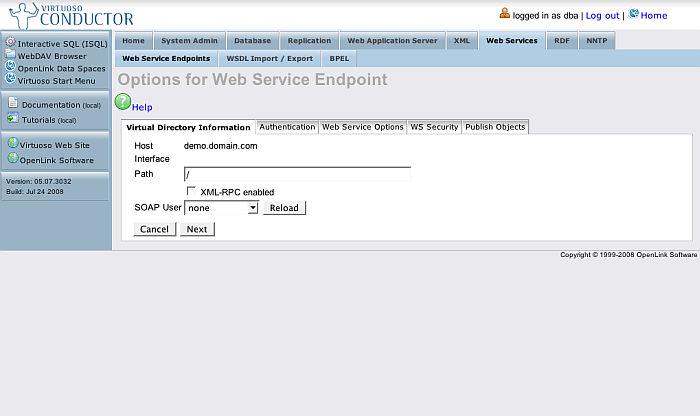 VIRTUOSO
CONDUCTOR
logged in as dba | Log out | Home
Interactive SQL (ISQL)
WebDAV Browser
OpenLink Data Spaces
Virtuoso Start Menu
Documentation (local)
Tutorials (local)
Virtuoso Web Site
OpenLink Software
Version: 05.07.3032
Build: Jul 24 2008
Home System Admin Database Replication Web Application Server XML Web Services RDF NNTP
Web Service Endpoints WSDL Import / Export BPEL
Options for Web Service Endpoint
? Help
Virtual Directory Information Authentication Web Service Options WS Security Publish Objects
Host demo.domain.com
Interface
Path /
XML-RPC enabled
SOAP User none Reload
Cancel Next
Copyright © 1999-2008 OpenLink Software